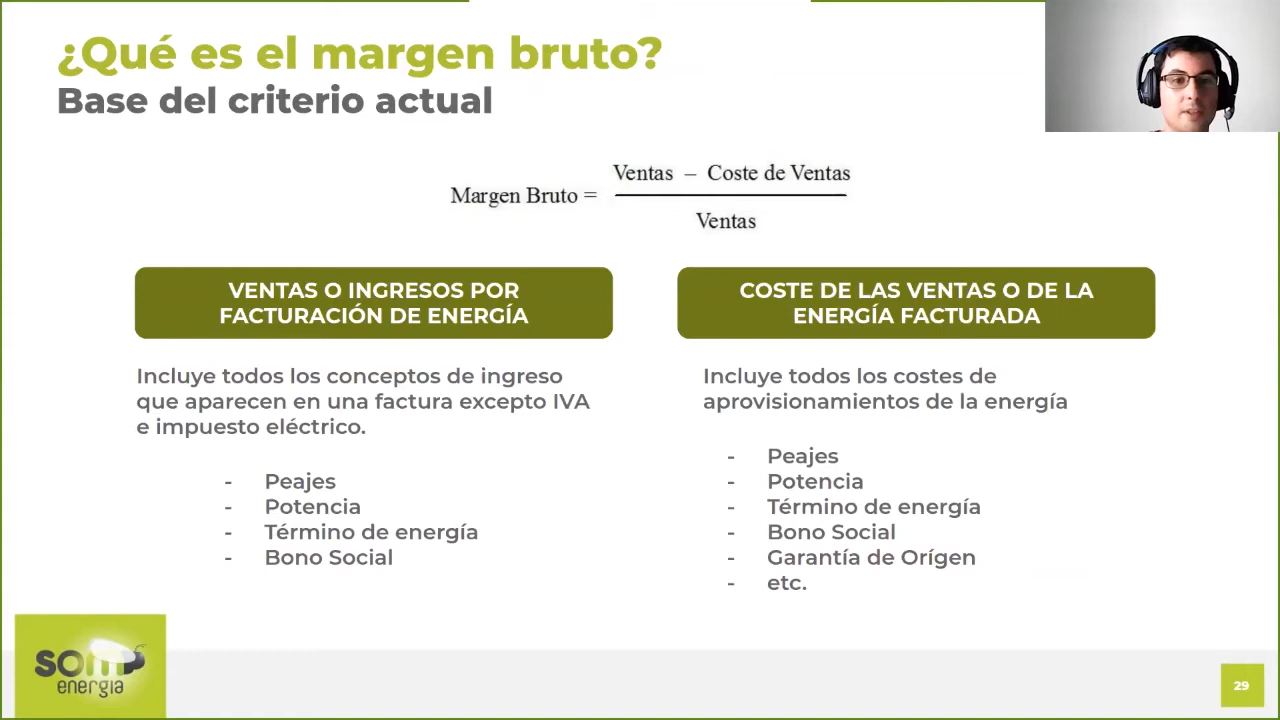 ¿Qué es el margen bruto?
Base del criterio actual
Margen Bruto =
Ventas – Coste de Ventas
Ventas
VENTAS O INGRESOS POR
FACTURACIÓN DE ENERGÍA
Incluye todos los conceptos de ingreso
que aparecen en una factura excepto IVA
e impuesto eléctrico.
- Peajes
- Potencia
- Término de energía
- Bono Social
COSTE DE LAS VENTAS O DE LA
ENERGÍA FACTURADA
Incluye todos los costes de
aprovisionamientos de la energía
- Peajes
- Potencia
- Término de energía
- Bono Social
- Garantía de Orígen
- etc.
som
energia
29